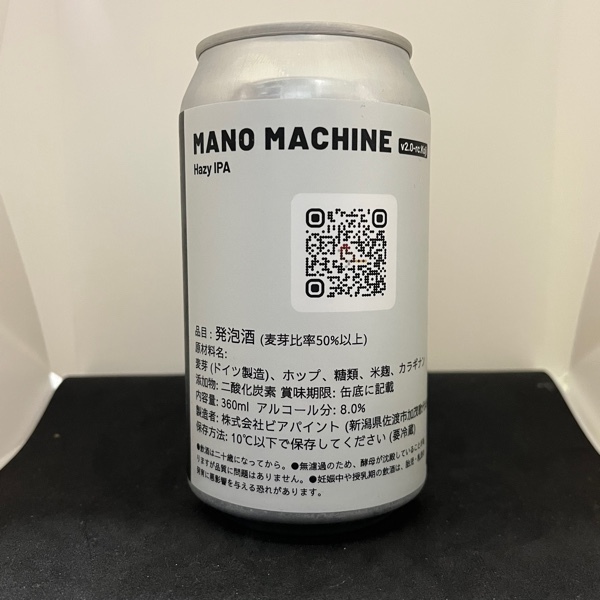 MANO MACHINE v2.0-rc.Koji
Hazy IPA
品目: 発泡酒 (麦芽比率50%以上)
原材料名:
麦芽 (ドイツ製造)、ホップ、糖類、米麹、カラギナン
添加物: 二酸化炭素 賞味期限: 缶底に記載
内容量: 360ml アルコール分: 8.0%
製造者: 株式会社ビアパイント (新潟県佐渡市加茂歌代
保存方法: 10℃以下で保存してください (要冷蔵)
●飲酒は二十歳になってから。●無濾過のため、酵母が沈殿していることが
りますが品質に問題はありません。●妊娠中や授乳期の飲酒は、胎児・乳児の
発育に悪影響を与える恐れがあります。